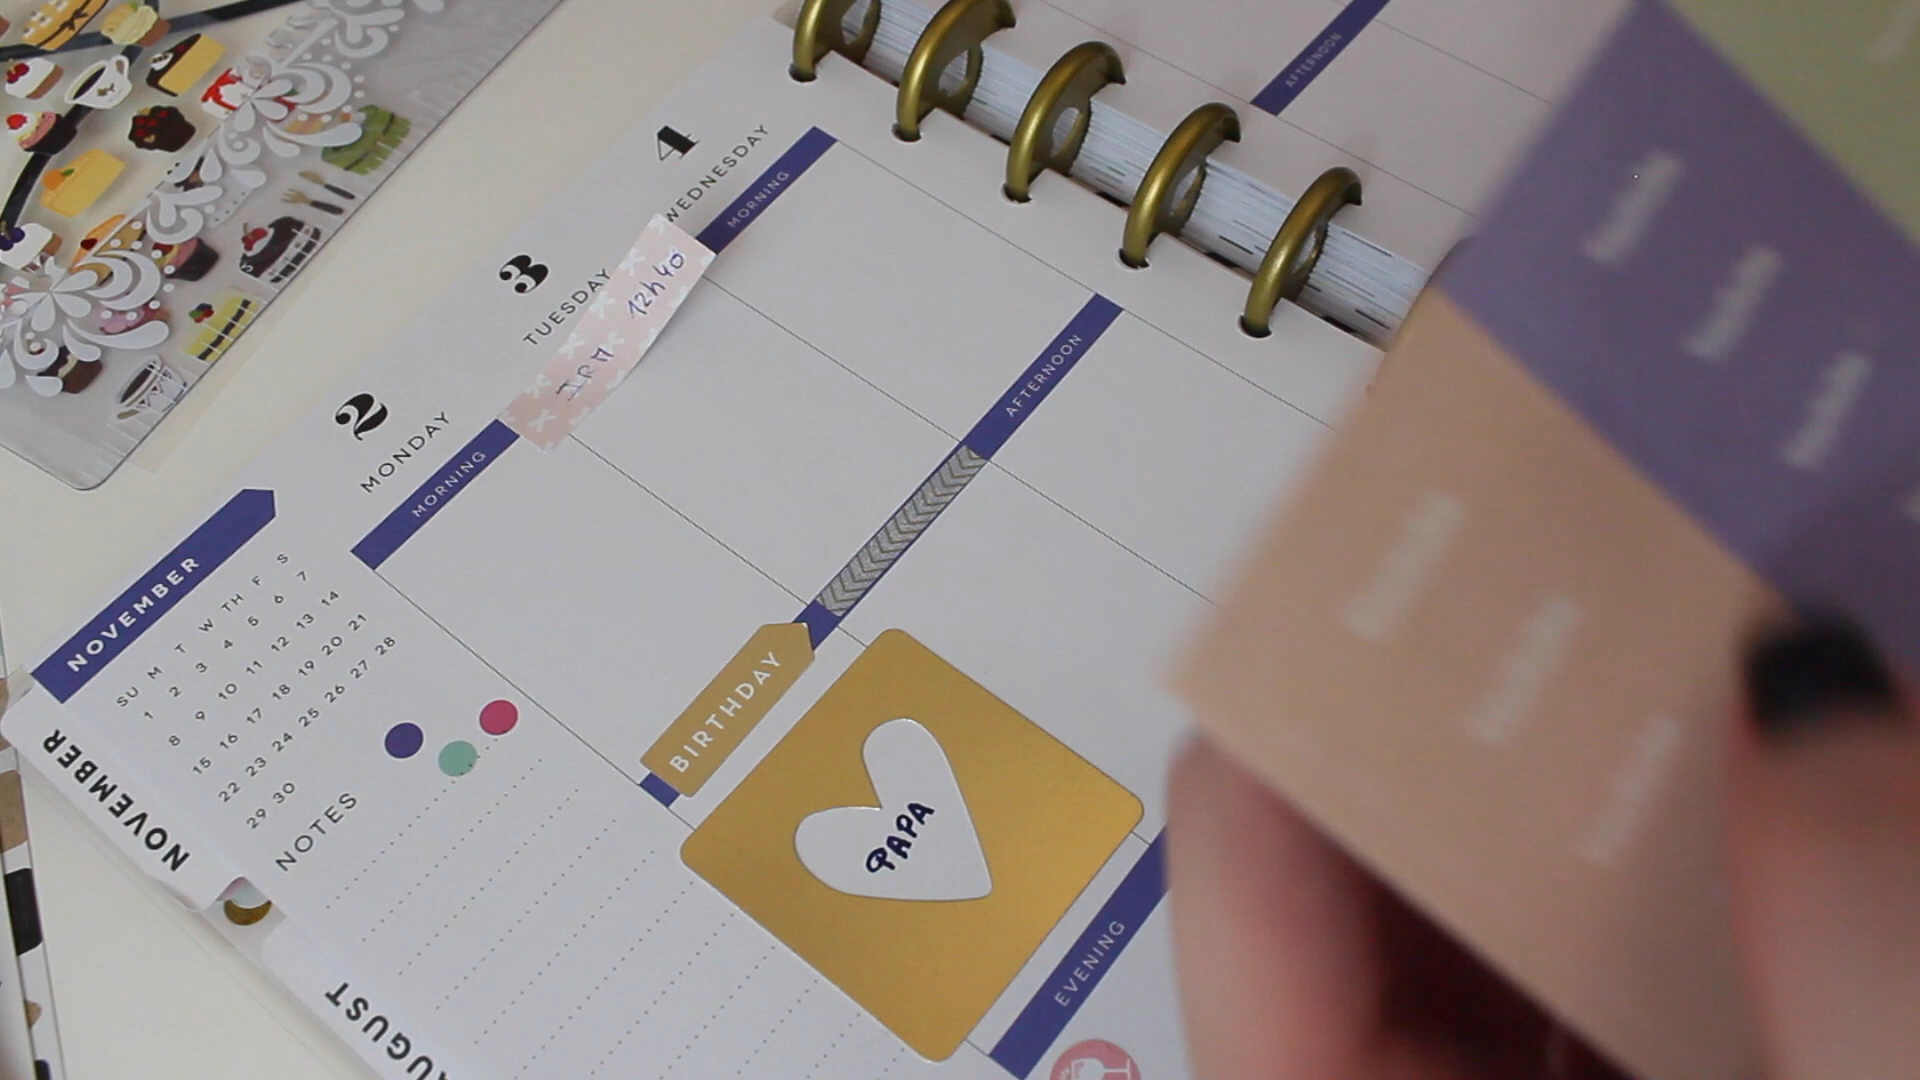 AFTERNOON
4
WEDNESDAY
MORNING
3
TUESDAY
12h40
IRM
2
MONDAY
MORNING
AFTERNOON
NOVEMBER
SU M T W TH F S
1 2 3 4 5 6 7
8 9 10 11 12 13 14
15 16 17 18 19 20 21
22 23 24 25 26 27 28
29 30
NOTES
BIRTHDAY
PAPA
EVENING
NOVEMBER
AUGUST